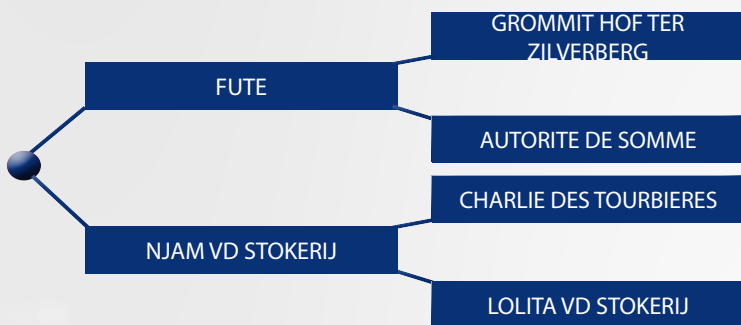 GROMMIT HOF TER
ZILVERBERG
FUTE
AUTORITE DE SOMME
CHARLIE DES TOURBIERES
NJAM VD STOKERIJ
LOLITA VD STOKERIJ